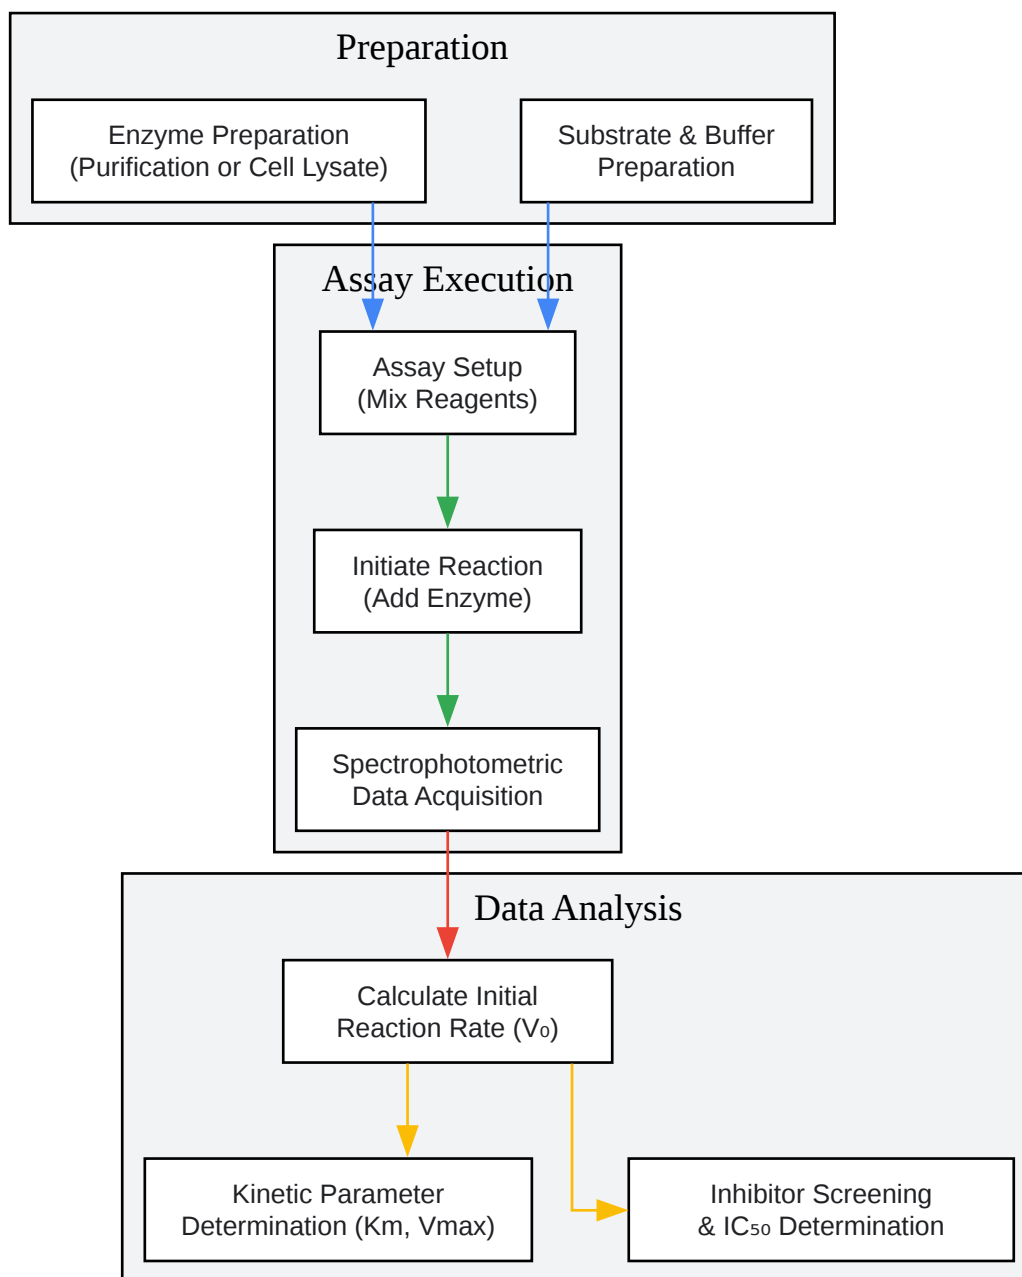 Preparation
Enzyme Preparation
(Purification or Cell Lysate)
Substrate & Buffer
Preparation
Assay Execution
Assay Setup
(Mix Reagents)
Initiate Reaction
(Add Enzyme)
Spectrophotometric
Data Acquisition
Data Analysis
Calculate Initial
Reaction Rate (V₀)
Kinetic Parameter
Determination (Km, Vmax)
Inhibitor Screening
& IC₅₀ Determination